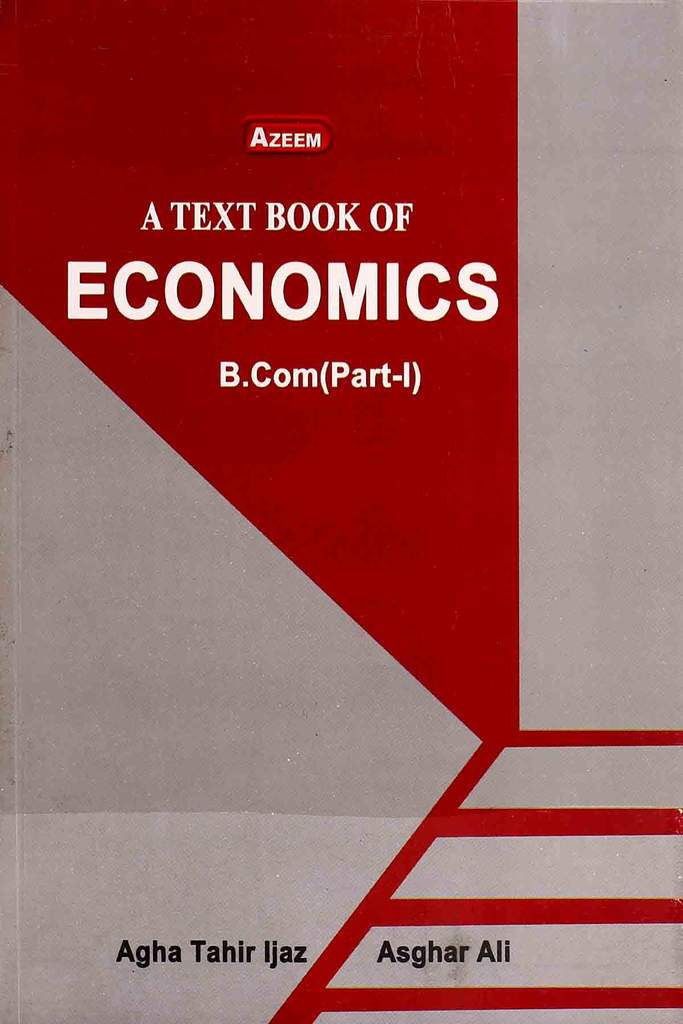 AZEEM
A TEXT BOOK OF
ECONOMICS
B.Com(Part-I)
Agha Tahir Ijaz Asghar Ali